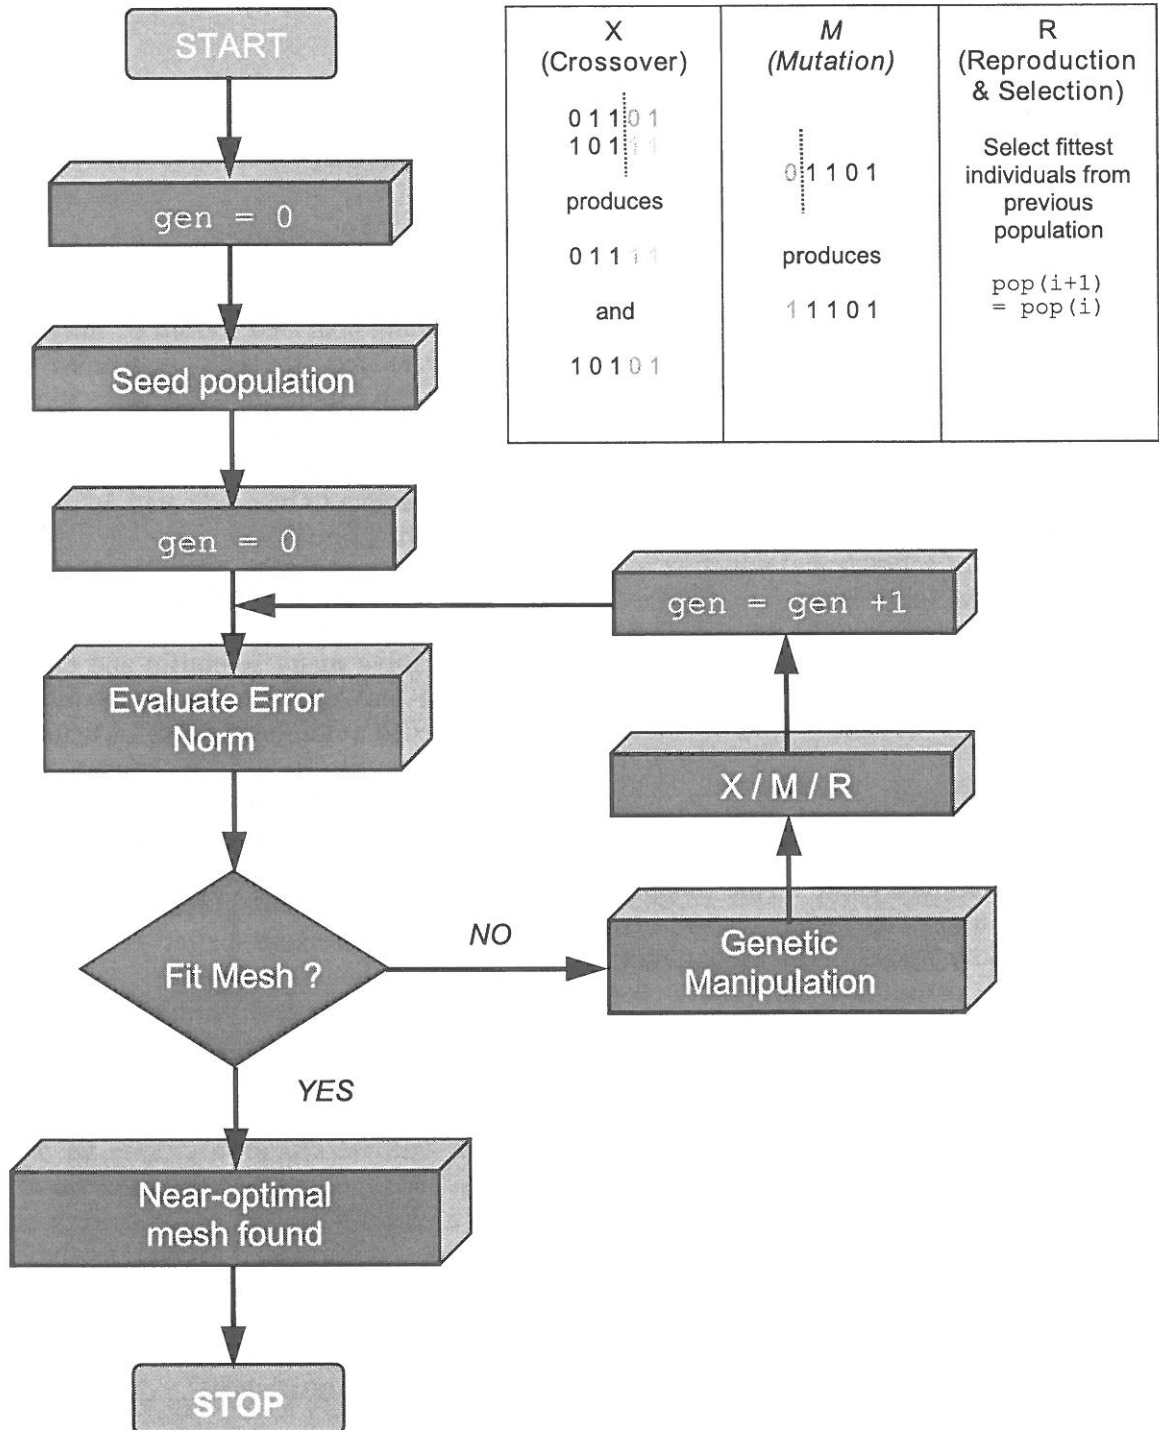 START
gen = 0
Seed population
gen = 0
Evaluate Error
Norm
Fit Mesh ?
NO
YES
Near-optimal
mesh found
STOP
Genetic
Manipulation
X / M / R
gen = gen +1
X
(Crossover)
0 1 1 0 1
1 0 1 1 1
produces
0 1 1 1 1
and
1 0 1 0 1
M
(Mutation)
0 1 1 0 1
produces
1 1 1 0 1
R
(Reproduction
& Selection)
Select fittest
individuals from
previous
population
pop(i+1)
= pop(i)